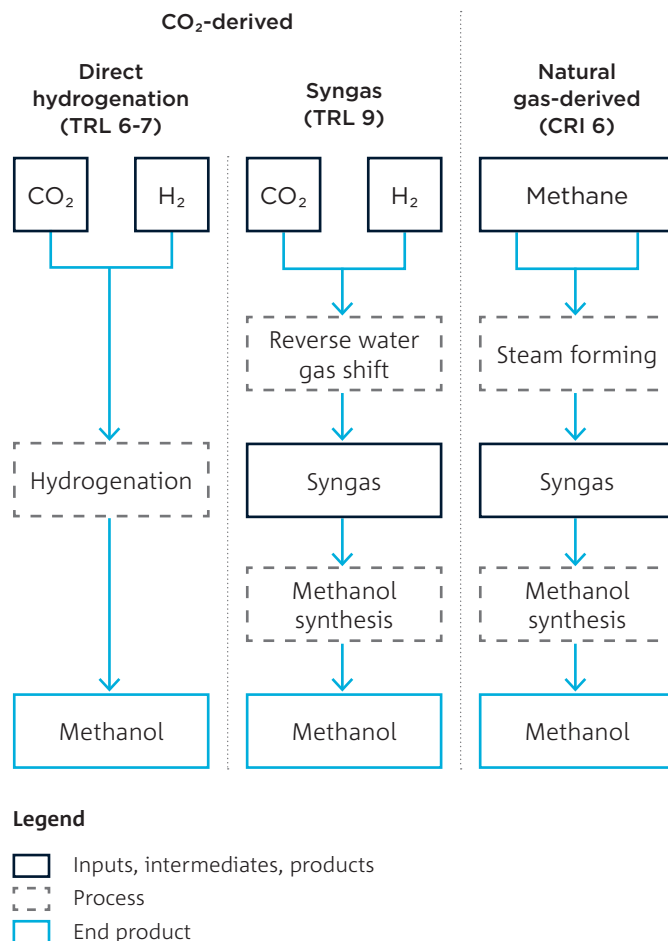 CO₂-derived
Direct
hydrogenation
(TRL 6-7)
Syngas
(TRL 9)
Natural
gas-derived
(CRI 6)
CO₂
H₂
CO₂
H₂
Methane
Reverse water
gas shift
Steam forming
Hydrogenation
Syngas
Syngas
Methanol
synthesis
Methanol
synthesis
Methanol
Methanol
Methanol
Legend
Inputs, intermediates, products
Process
End product